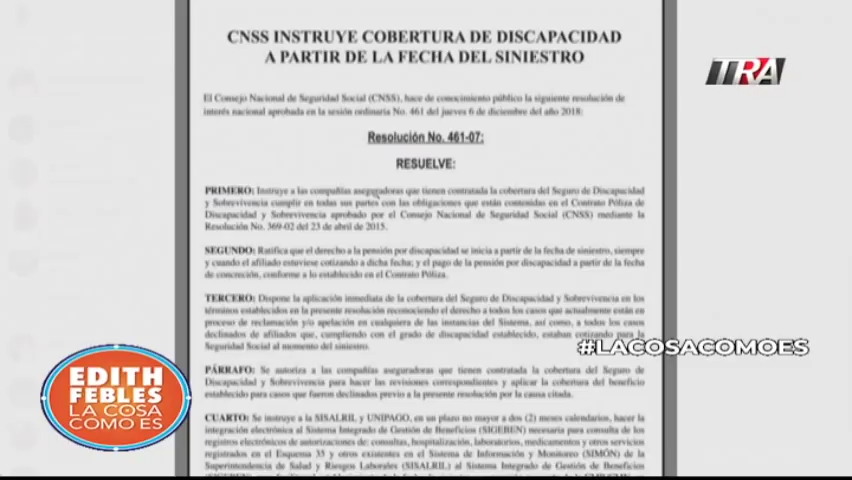 CNSS INSTRUYE COBERTURA DE DISCAPACIDAD
A PARTIR DE LA FECHA DEL SINIESTRO
TRA
El Consejo Nacional de Seguridad Social (CNSS), hace de conocimiento público la siguiente resolución de
interés nacional aprobada en la sesión ordinaria No. 461 del jueves 6 de diciembre del año 2018:
Resolución No. 461-07:
RESUELVE:
PRIMERO: Instruye a las compañías aseguradoras que tienen contratada la cobertura del Seguro de Discapacidad
y Sobrevivencia cumplir en todas sus partes con las obligaciones que están contenidas en el Contrato Póliza de
Discapacidad y Sobrevivencia aprobado por el Consejo Nacional de Seguridad Social (CNSS) mediante la
Resolución No. 369-02 del 23 de abril de 2015.
SEGUNDO: Ratifica que el derecho a la pensión por discapacidad se inicia a partir de la fecha de siniestro, siempre
y cuando el afiliado estuviese cotizando a dicha fecha; y el pago de la pensión por discapacidad a partir de la fecha
de concreción, conforme a lo establecido en el Contrato Póliza.
TERCERO: Dispone la aplicación inmediata de la cobertura del Seguro de Discapacidad y Sobrevivencia en los
términos establecidos en la presente resolución reconociendo el derecho a todos los casos que actualmente están en
proceso de reclamación y/o apelación en cualquiera de las instancias del Sistema, así como, a todos los casos
declinados de afiliados que, cumpliendo con el grado de discapacidad establecido, estaban cotizando para la
Seguridad Social al momento del siniestro.
#LACOSACOMOES
PÁRRAFO: Se autoriza a las compañías aseguradoras que tienen contratada la cobertura del Seguro de
Discapacidad y Sobrevivencia para hacer las revisiones correspondientes y aplicar la cobertura del beneficio
establecido para casos que fueron declinados previo a la presente resolución por la causa citada.
EDITH
FEBLES
LA COSA
COMO ES
CUARTO: Se instruye a la SISALRIL y UNIPAGO, en un plazo no mayor a dos (2) meses calendarios, hacer la
integración electrónica al Sistema Integrado de Gestión de Beneficios (SIGEBEN) necesaria para consulta de los
registros electrónicos de autorizaciones de: consultas, hospitalización, laboratorios, medicamentos y otros servicios
registrados en el Esquema 35 y otros existentes en el Sistema de Información y Monitoreo (SIMÓN) de la
Superintendencia de Salud y Riesgos Laborales (SISALRIL) al Sistema Integrado de Gestión de Beneficios